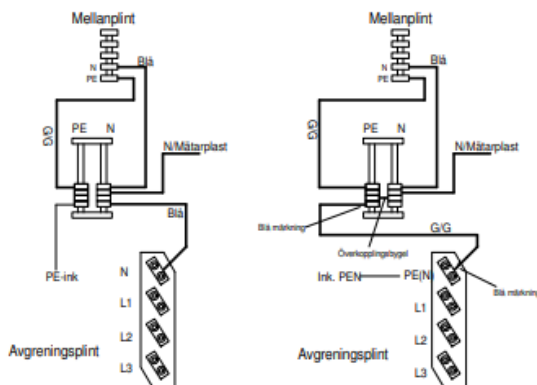 Mellanplint
N
Blå
PE
G/G
PE N
N/Mätarplast
Blå
PE-ink
N
L1
L2
Avgreningsplint
L3
Mellanplint
N
Blå
PE
G/G
PE N
N/Mätarplast
Blå märkning
G/G
Överkopplingsbygel
Ink. PEN
PE(N)
Blå märkning
L1
L2
Avgreningsplint
L3